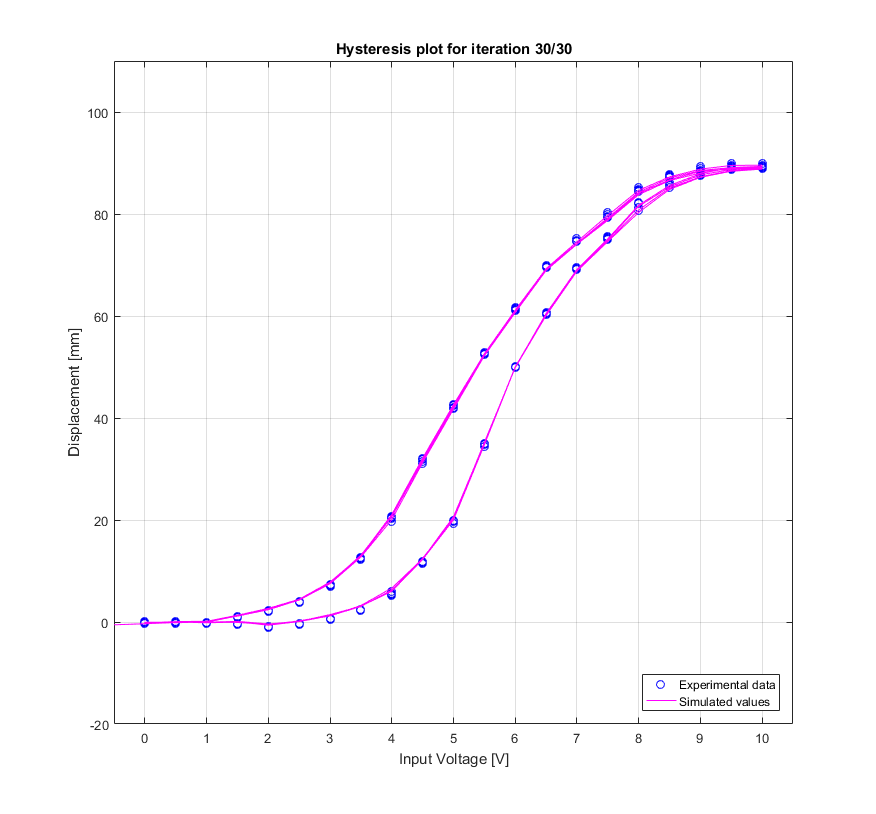 Hysteresis plot for iteration 30/30
100
80
60
40
20
0
-20
Displacement [mm]
Experimental data
Simulated values
0 1 2 3 4 5 6 7 8 9 10
Input Voltage [V]